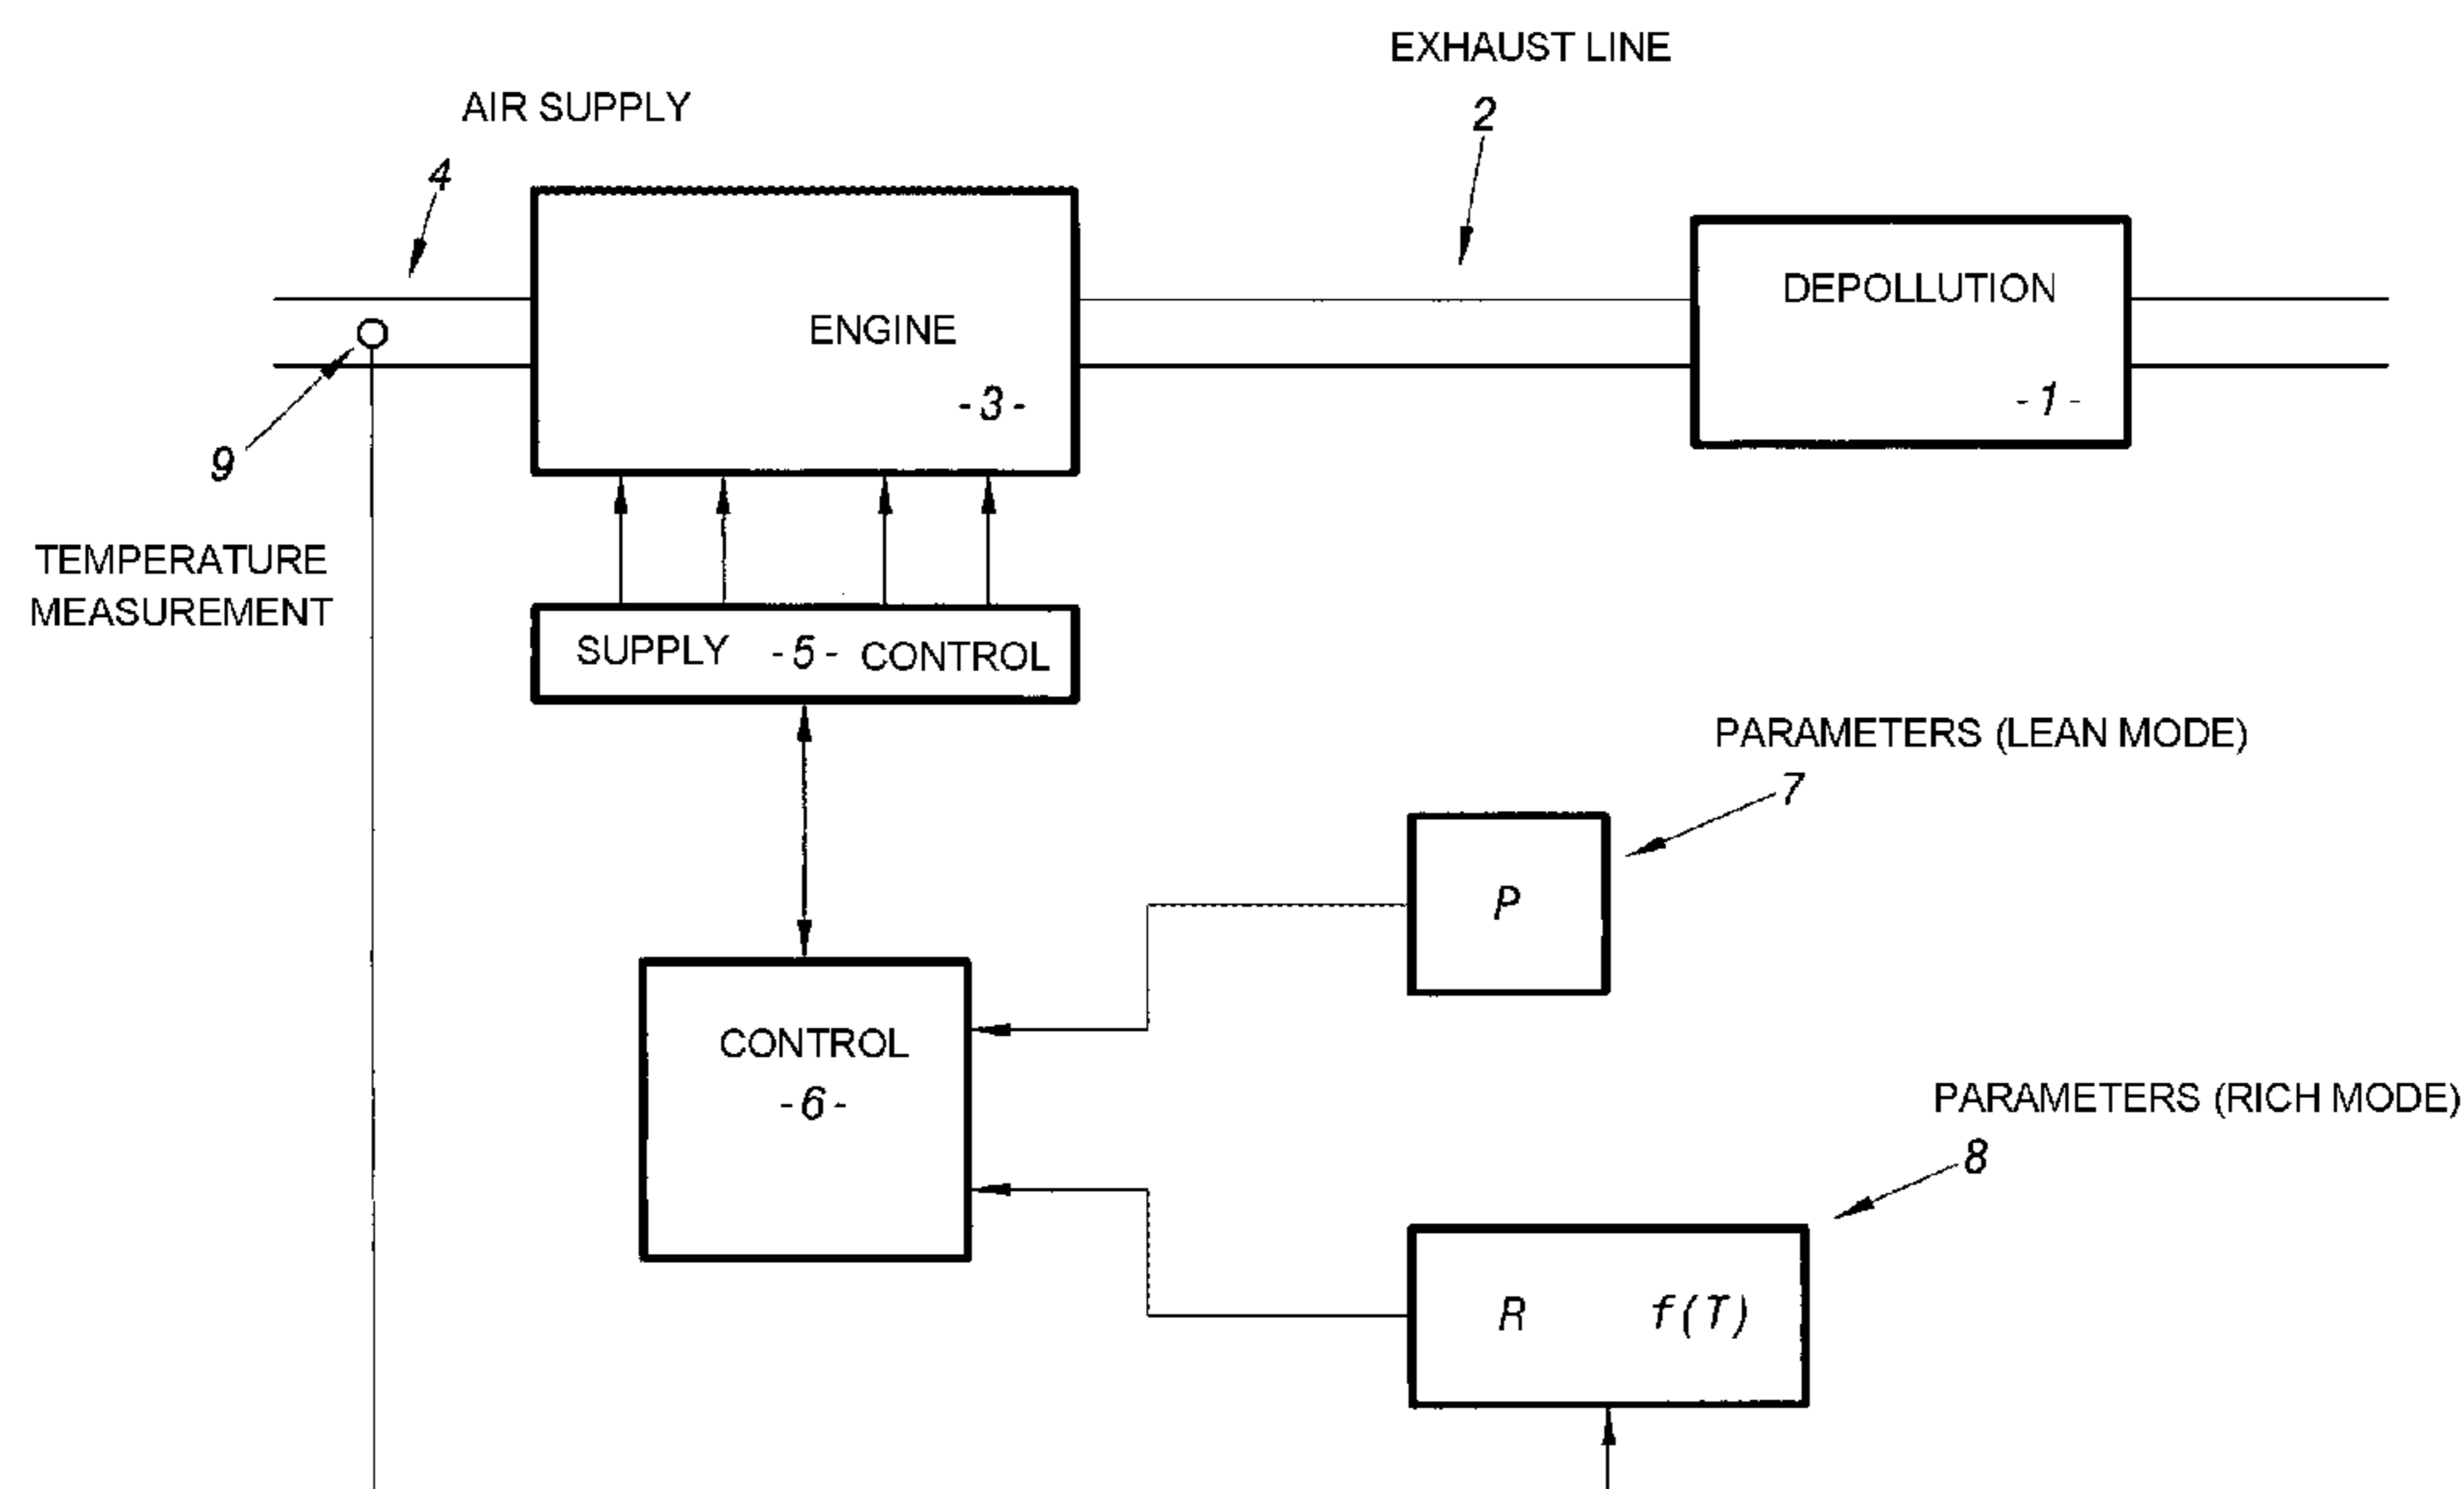 EXHAUST LINE
2
AIR SUPPLY
4
ENGINE
-3-
DEPOLLUTION
-1-
9
TEMPERATURE
MEASUREMENT
SUPPLY -5- CONTROL
PARAMETERS (LEAN MODE)
7
P
CONTROL
-6-
PARAMETERS (RICH MODE)
8
R f(T)